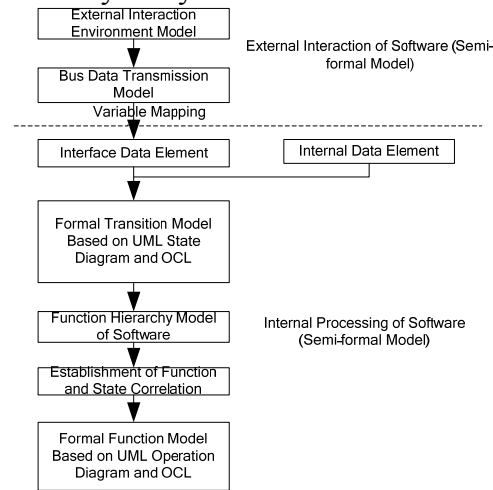 External Interaction
Environment Model
External Interaction of Software (Semi-
formal Model)
Bus Data Transmission
Model
Variable Mapping
Interface Data Element
Internal Data Element
Formal Transition Model
Based on UML State
Diagram and OCL
Function Hierarchy Model
of Software
Internal Processing of Software
(Semi-formal Model)
Establishment of Function
and State Correlation
Formal Function Model
Based on UML Operation
Diagram and OCL